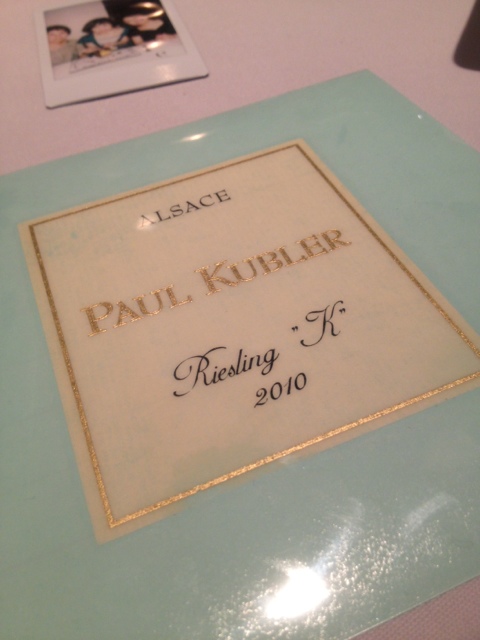 ALSACE
PAUL KUBLER
Riesling "K"
2010